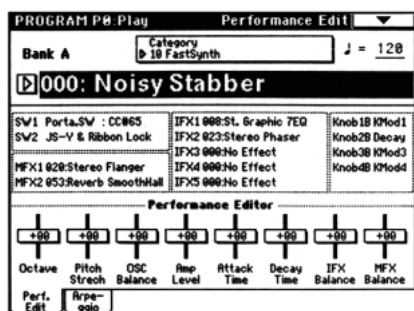 PROGRAM P0:Play Performance Edit
Bank A
Category
10 FastSynth
♩ = 120
000: Noisy Stabber
SW1 Porta.SW :CC#65
SW2 JS-Y & Ribbon Lock
MFX1 020:Stereo Flanger
MFX2 053:Reverb SmoothHall
IFX1 008:St. Graphic 7EQ
IFX2 023:Stereo Phaser
IFX3 000:No Effect
IFX4 000:No Effect
IFX5 000:No Effect
Knob1B KMod1
Knob2B Decay
Knob3B KMod3
Knob4B KMod4
Performance Editor
+00 +00 +00 +00 +00 +00 +00 +00
Octave Pitch Strech OSC Balance Amp Level Attack Time Decay Time IFX Balance MFX Balance
Perf. Edit
Arpe-ggio